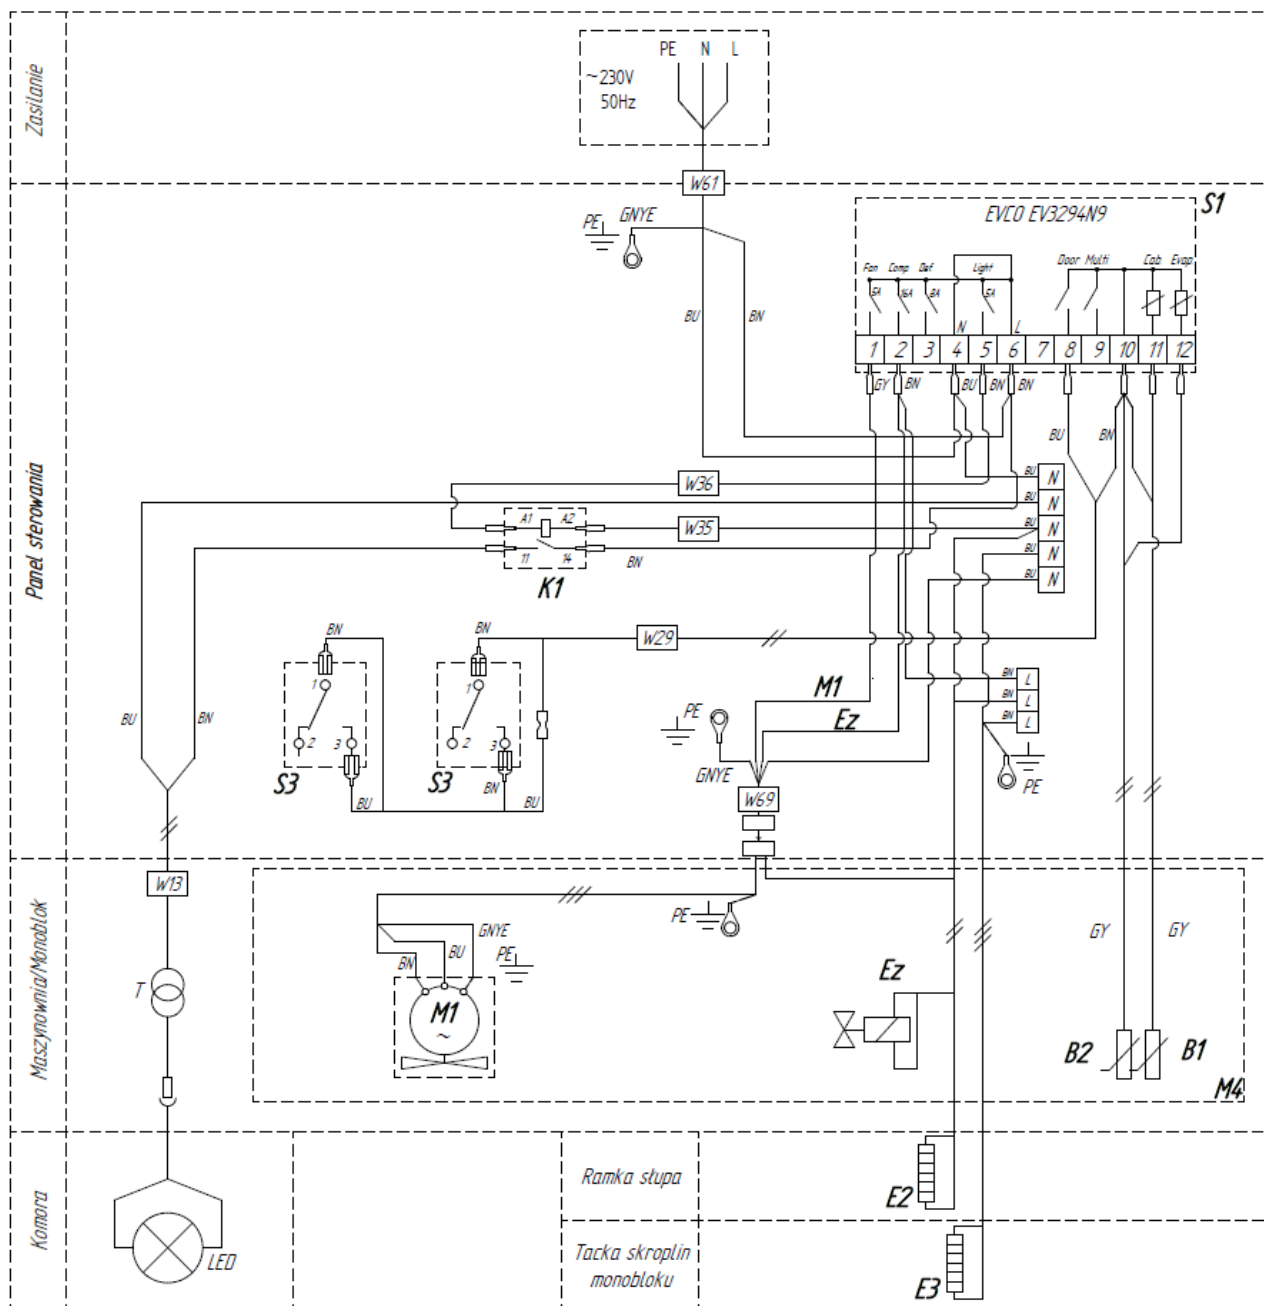 Zasilanie
PE N L
~230V
50Hz
W61
Panel sterowania
PE
GNYE
BU
BN
EVCO EV3294N9
S1
Fan Comp Def Light Door Multi Cab Evap
5A 16A 8A 5A
N L
1 2 3 4 5 6 7 8 9 10 11 12
GY BN BU BN BN
BU BN
W36
BU N
BU N
A1 A2
W35
BU N
11 14
BN
BU N
K1
BU N
BN
BN
W29
1
1
2 3
2 3
S3
S3
BN
BU
BU
BU
BN
M1
Ez
PE
GNYE
BN L
BN L
BN L
PE
W69
Maszynownia/Monoblok
W13
T
PE
GNYE
BU
BN
PE
M1
~
Ez
GY
GY
B2
B1
M4
Komora
LED
Ramka słupa
E2
Tacka skroplin
monobloku
E3